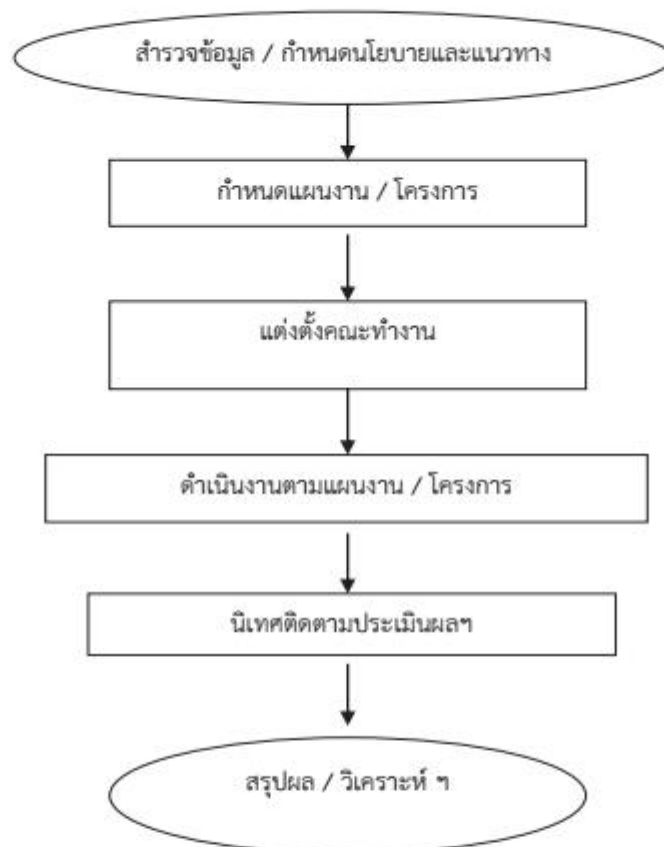 สำรวจข้อมูล / กำหนดนโยบายและแนวทาง
กำหนดแผนงาน / โครงการ
แต่งตั้งคณะทำงาน
ดำเนินงานตามแผนงาน / โครงการ
นิเทศติดตามประเมินผลฯ
สรุปผล / วิเคราะห์ ฯ